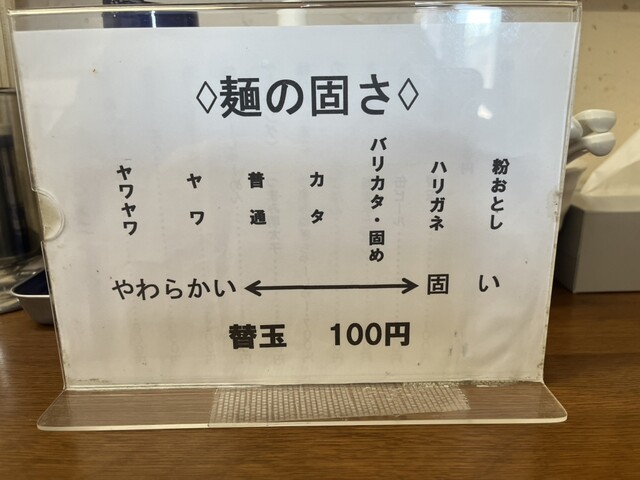 ◇麺の固さ◇
ヤワヤワ
ヤワ
普通
カタ
バリカタ・固め
ハリガネ
粉おとし
やわらかい ←→ 固い
替玉 100円